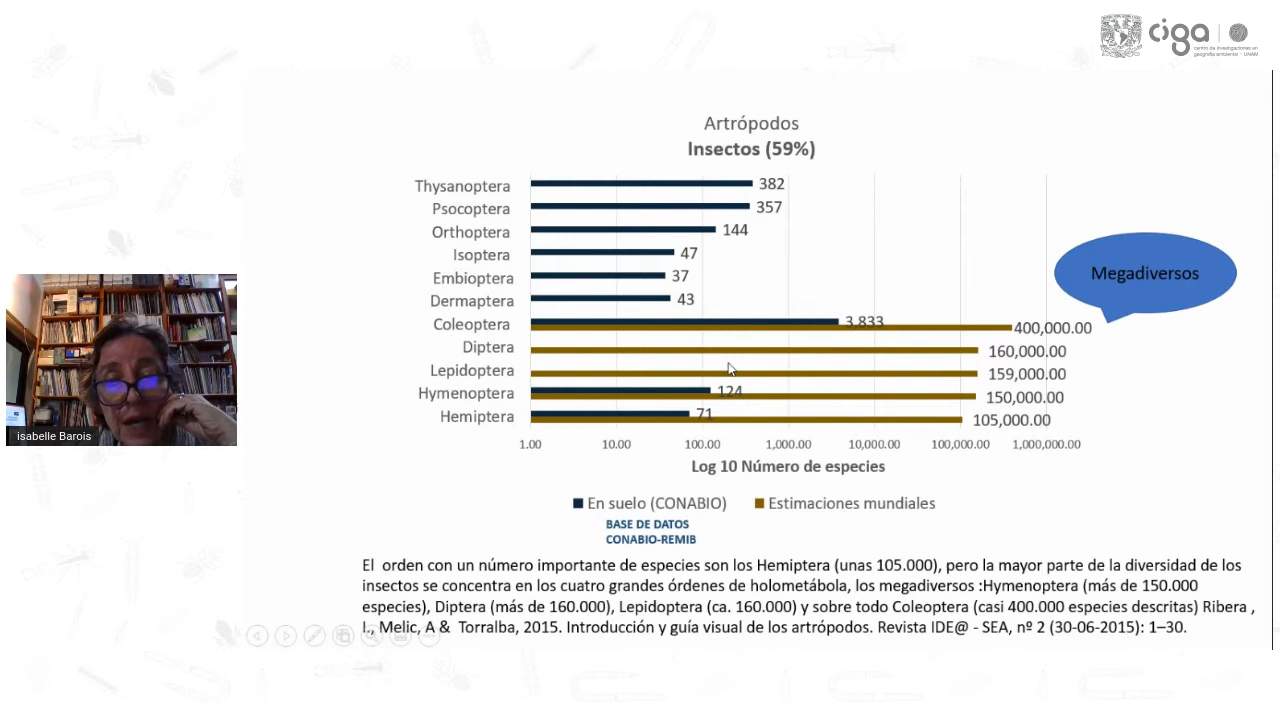 ciga
centro de investigaciones en
geografía ambiental - UNAM
Artrópodos
Insectos (59%)
Thysanoptera 382
Psocoptera 357
Orthoptera 144
Isoptera 47
Embioptera 37
Dermaptera 43
Coleoptera 3,833 400,000.00
Diptera 160,000.00
Lepidoptera 159,000.00
Hymenoptera 124 150,000.00
Hemiptera 71 105,000.00
Megadiversos
1.00 10.00 100.00 1,000.00 10,000.00 100,000.00 1,000,000.00
Log 10 Número de especies
En suelo (CONABIO) Estimaciones mundiales
BASE DE DATOS
CONABIO-REMIB
isabelle Barois
El orden con un número importante de especies son los Hemiptera (unas 105.000), pero la mayor parte de la diversidad de los
insectos se concentra en los cuatro grandes órdenes de holometábola, los megadiversos :Hymenoptera (más de 150.000
especies), Diptera (más de 160.000), Lepidoptera (ca. 160.000) y sobre todo Coleoptera (casi 400.000 especies descritas) Ribera ,
I., Melic, A & Torralba, 2015. Introducción y guía visual de los artrópodos. Revista IDE@ - SEA, nº 2 (30-06-2015): 1–30.